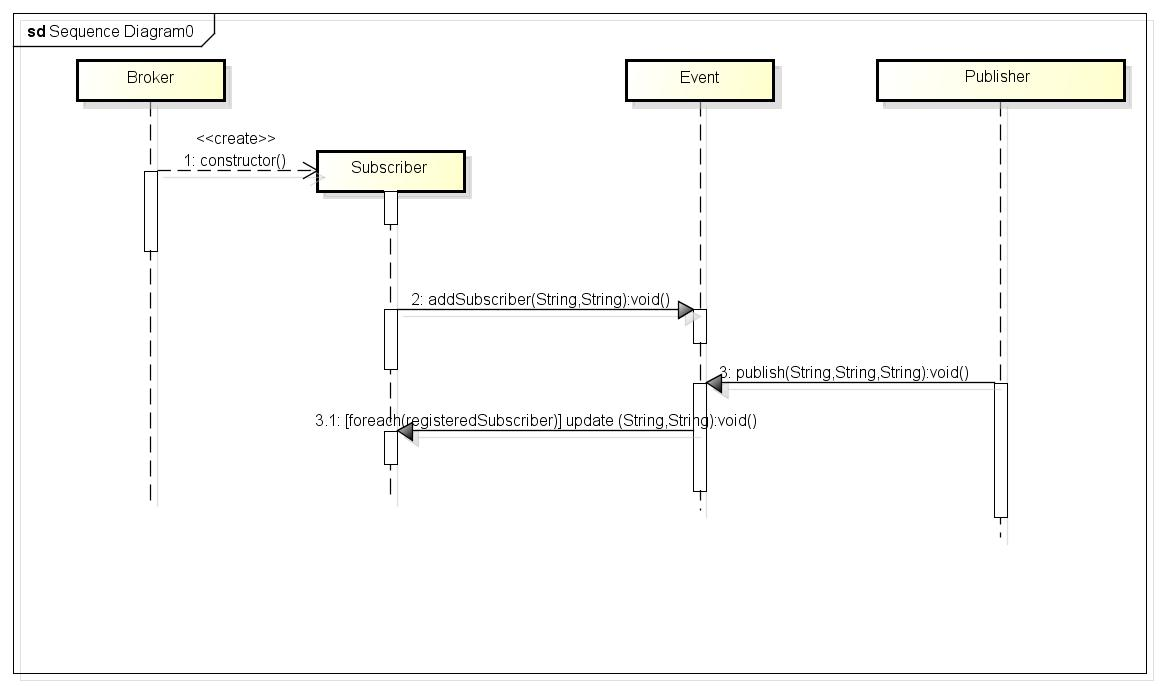 sd Sequence Diagram0
Broker
Event
Publisher
<<create>>
1: constructor()
Subscriber
2: addSubscriber(String,String):void()
3: publish(String,String,String):void()
3.1: [foreach(registeredSubscriber)] update (String,String):void()